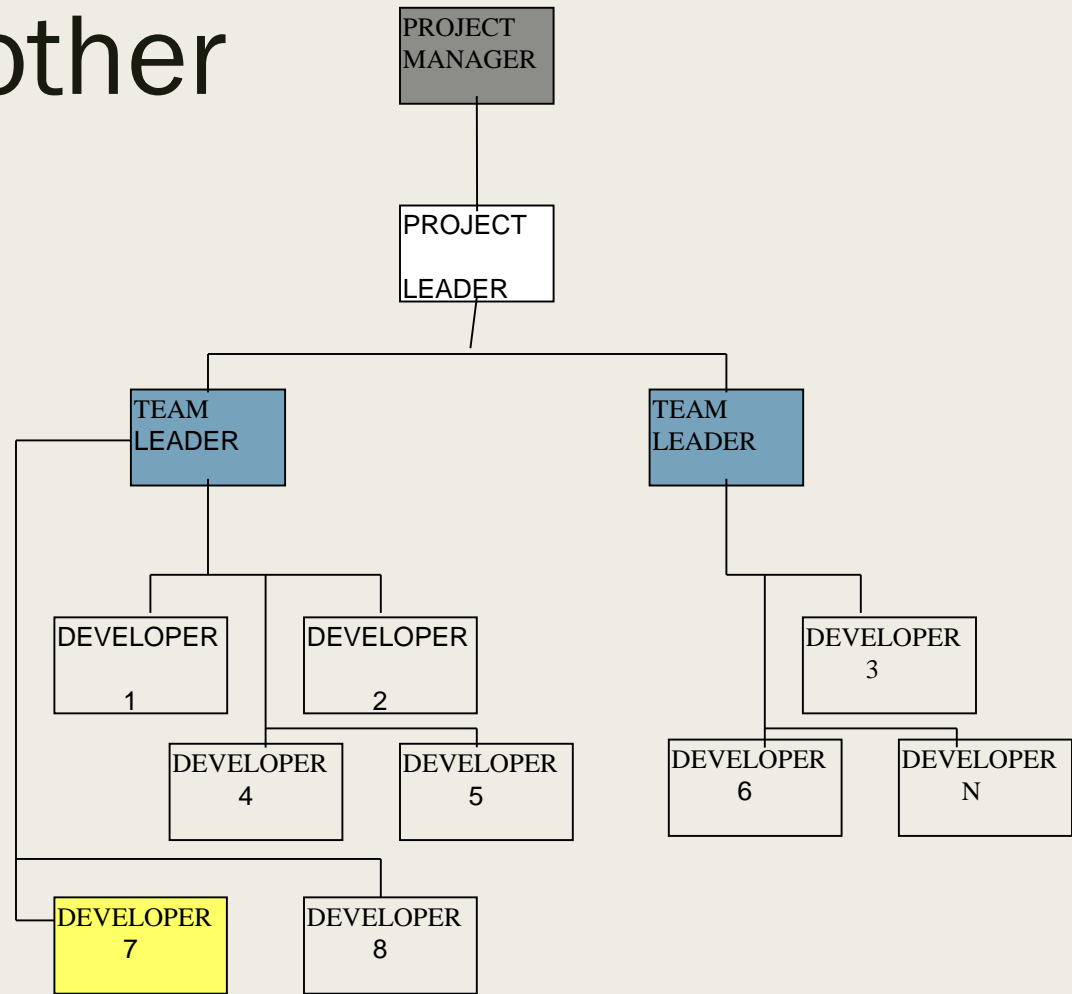 other
PROJECT
MANAGER
PROJECT
LEADER
TEAM
LEADER
TEAM
LEADER
DEVELOPER
1
DEVELOPER
2
DEVELOPER
3
DEVELOPER
4
DEVELOPER
5
DEVELOPER
6
DEVELOPER
N
DEVELOPER
7
DEVELOPER
8